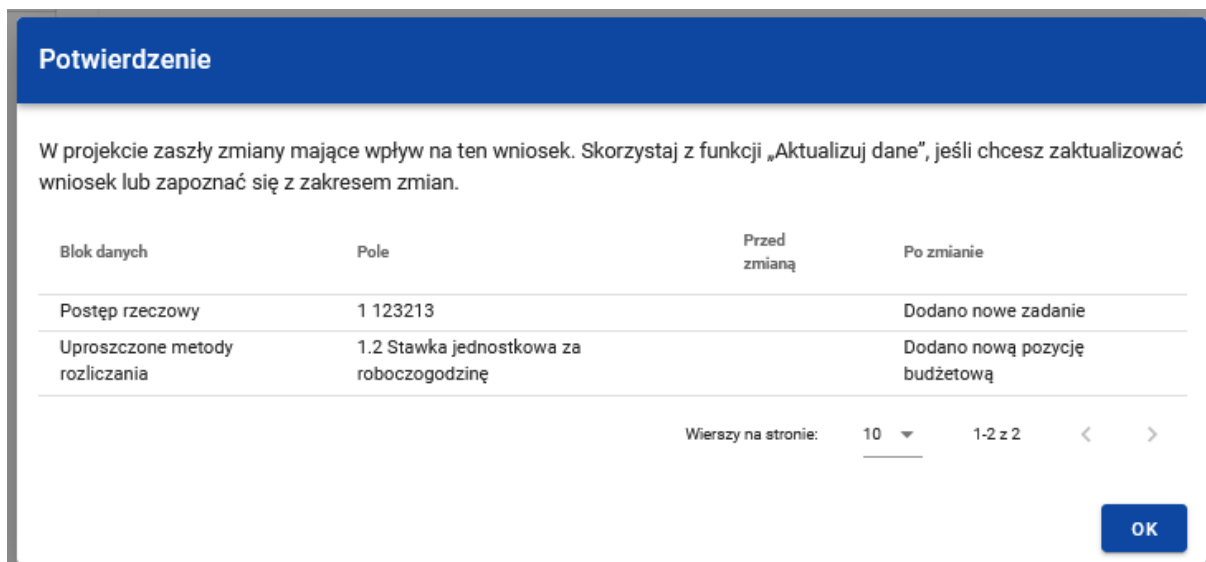 Potwierdzenie
W projekcie zaszły zmiany mające wpływ na ten wniosek. Skorzystaj z funkcji „Aktualizuj dane”, jeśli chcesz zaktualizować
wniosek lub zapoznać się z zakresem zmian.
Blok danych Pole Przed zmianą Po zmianie
Postęp rzeczowy 1 123213 Dodano nowe zadanie
Uproszczone metody rozliczania 1.2 Stawka jednostkowa za roboczogodzinę Dodano nową pozycję budżetową
Wierszy na stronie: 10 1-2 z 2
OK